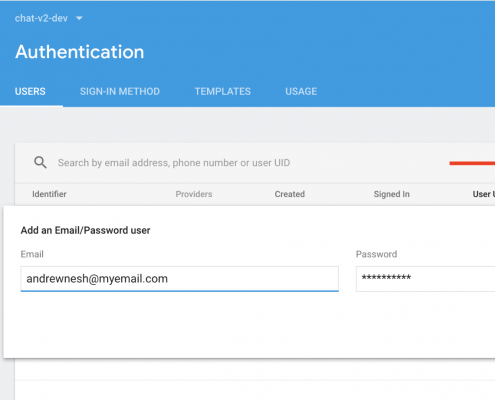 chat-v2-dev
Authentication
USERS SIGN-IN METHOD TEMPLATES USAGE
Search by email address, phone number or user UID
Identifier Providers Created Signed In User U
Add an Email/Password user
Email Password
andrewnesh@myemail.com **********